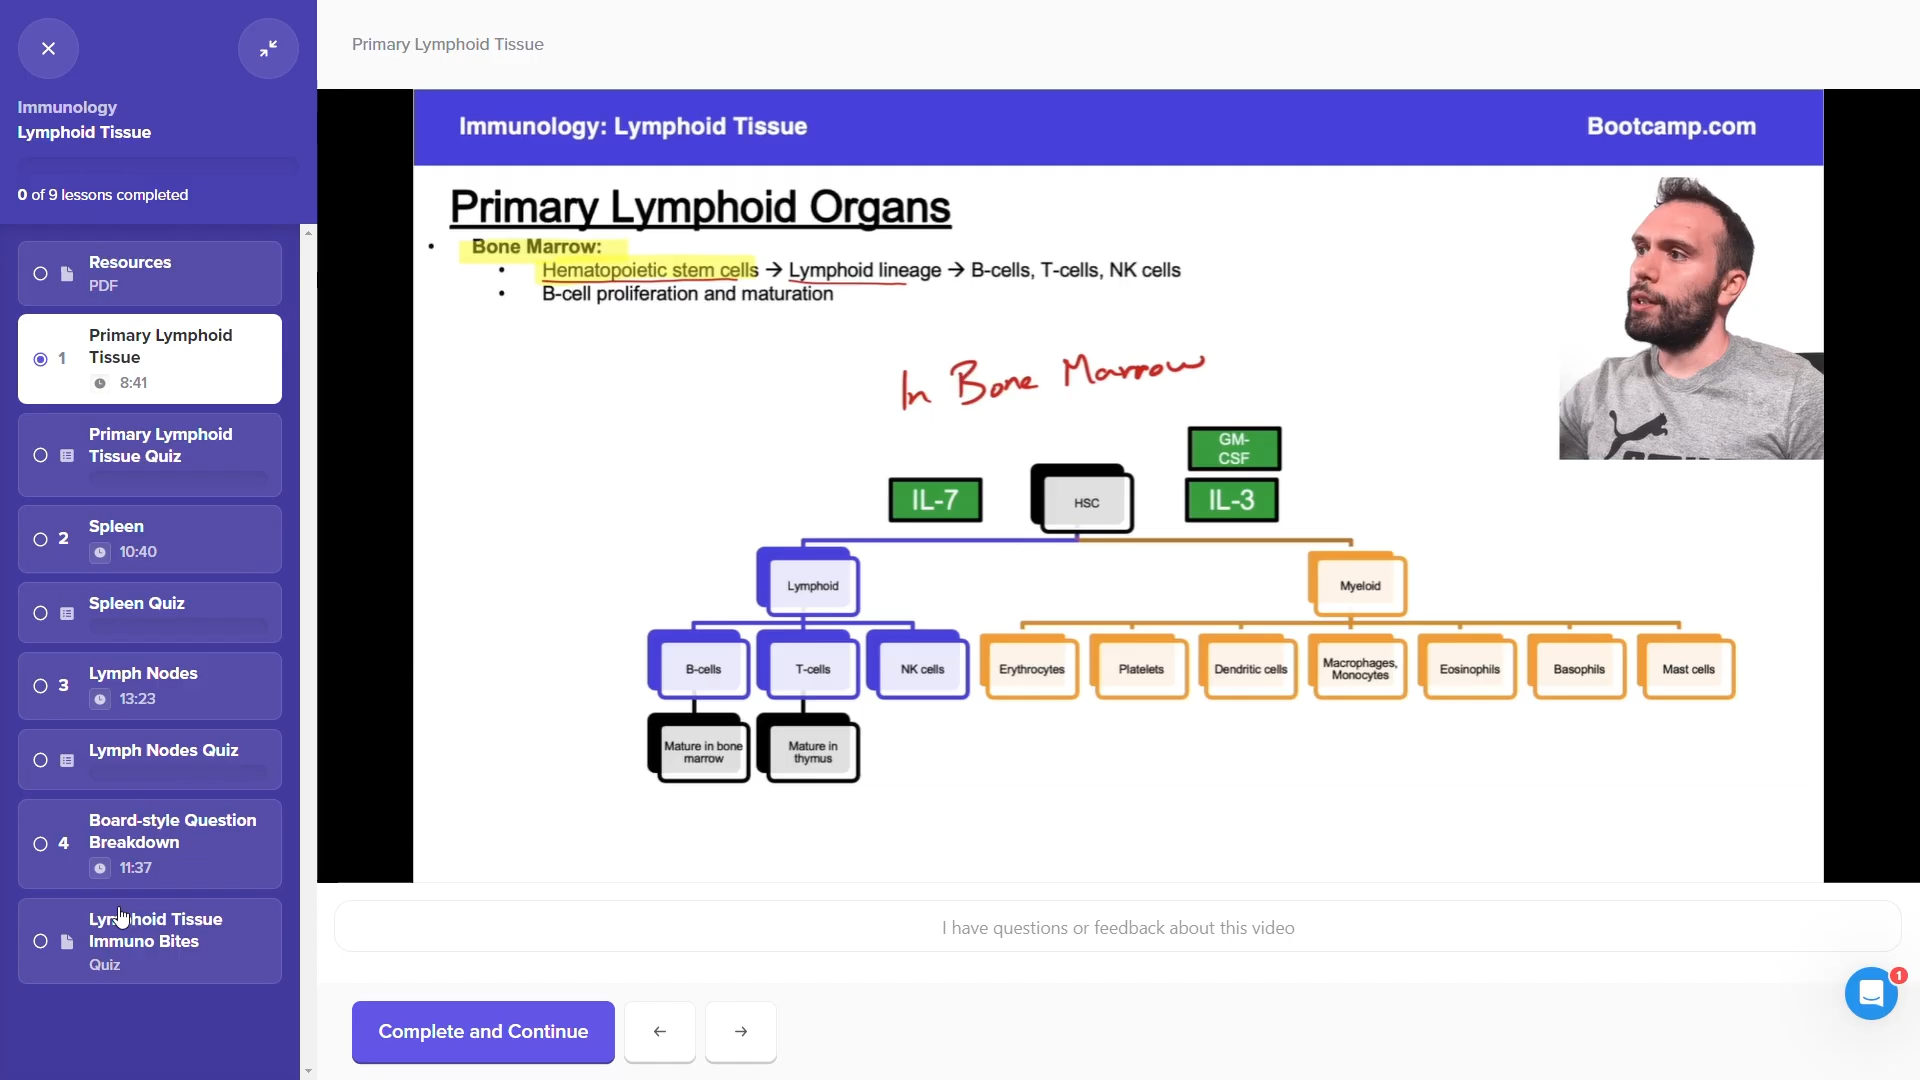 Immunology
Lymphoid Tissue
0 of 9 lessons completed
Resources
PDF
1
Primary Lymphoid
Tissue
8:41
Primary Lymphoid
Tissue Quiz
2
Spleen
10:40
Spleen Quiz
3
Lymph Nodes
13:23
Lymph Nodes Quiz
4
Board-style Question
Breakdown
11:37
Lymphoid Tissue
Immuno Bites
Quiz
Primary Lymphoid Tissue
Immunology: Lymphoid Tissue
Bootcamp.com
Primary Lymphoid Organs
• Bone Marrow:
• Hematopoietic stem cells → Lymphoid lineage → B-cells, T-cells, NK cells
• B-cell proliferation and maturation
In Bone Marrow
GM-
CSF
IL-7
HSC
IL-3
Lymphoid
Myeloid
B-cells
T-cells
NK cells
Erythrocytes
Platelets
Dendritic cells
Macrophages,
Monocytes
Eosinophils
Basophils
Mast cells
Mature in bone
marrow
Mature in
thymus
I have questions or feedback about this video
Complete and Continue
← →
1